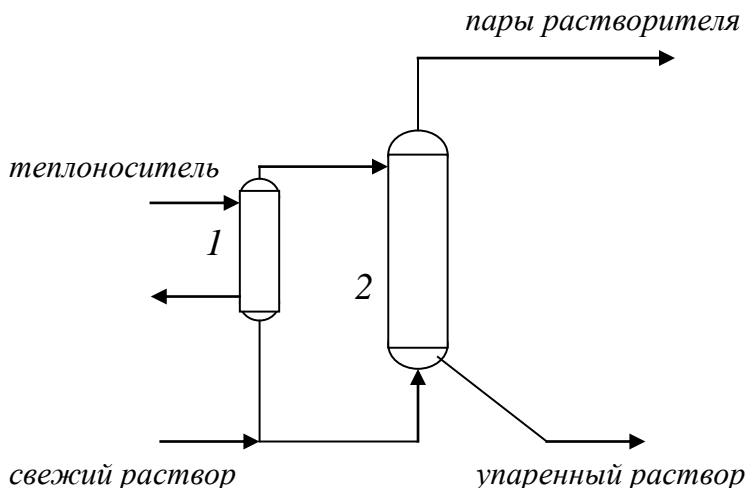 пары растворителя
теплоноситель
1
2
свежий раствор
упаренный раствор